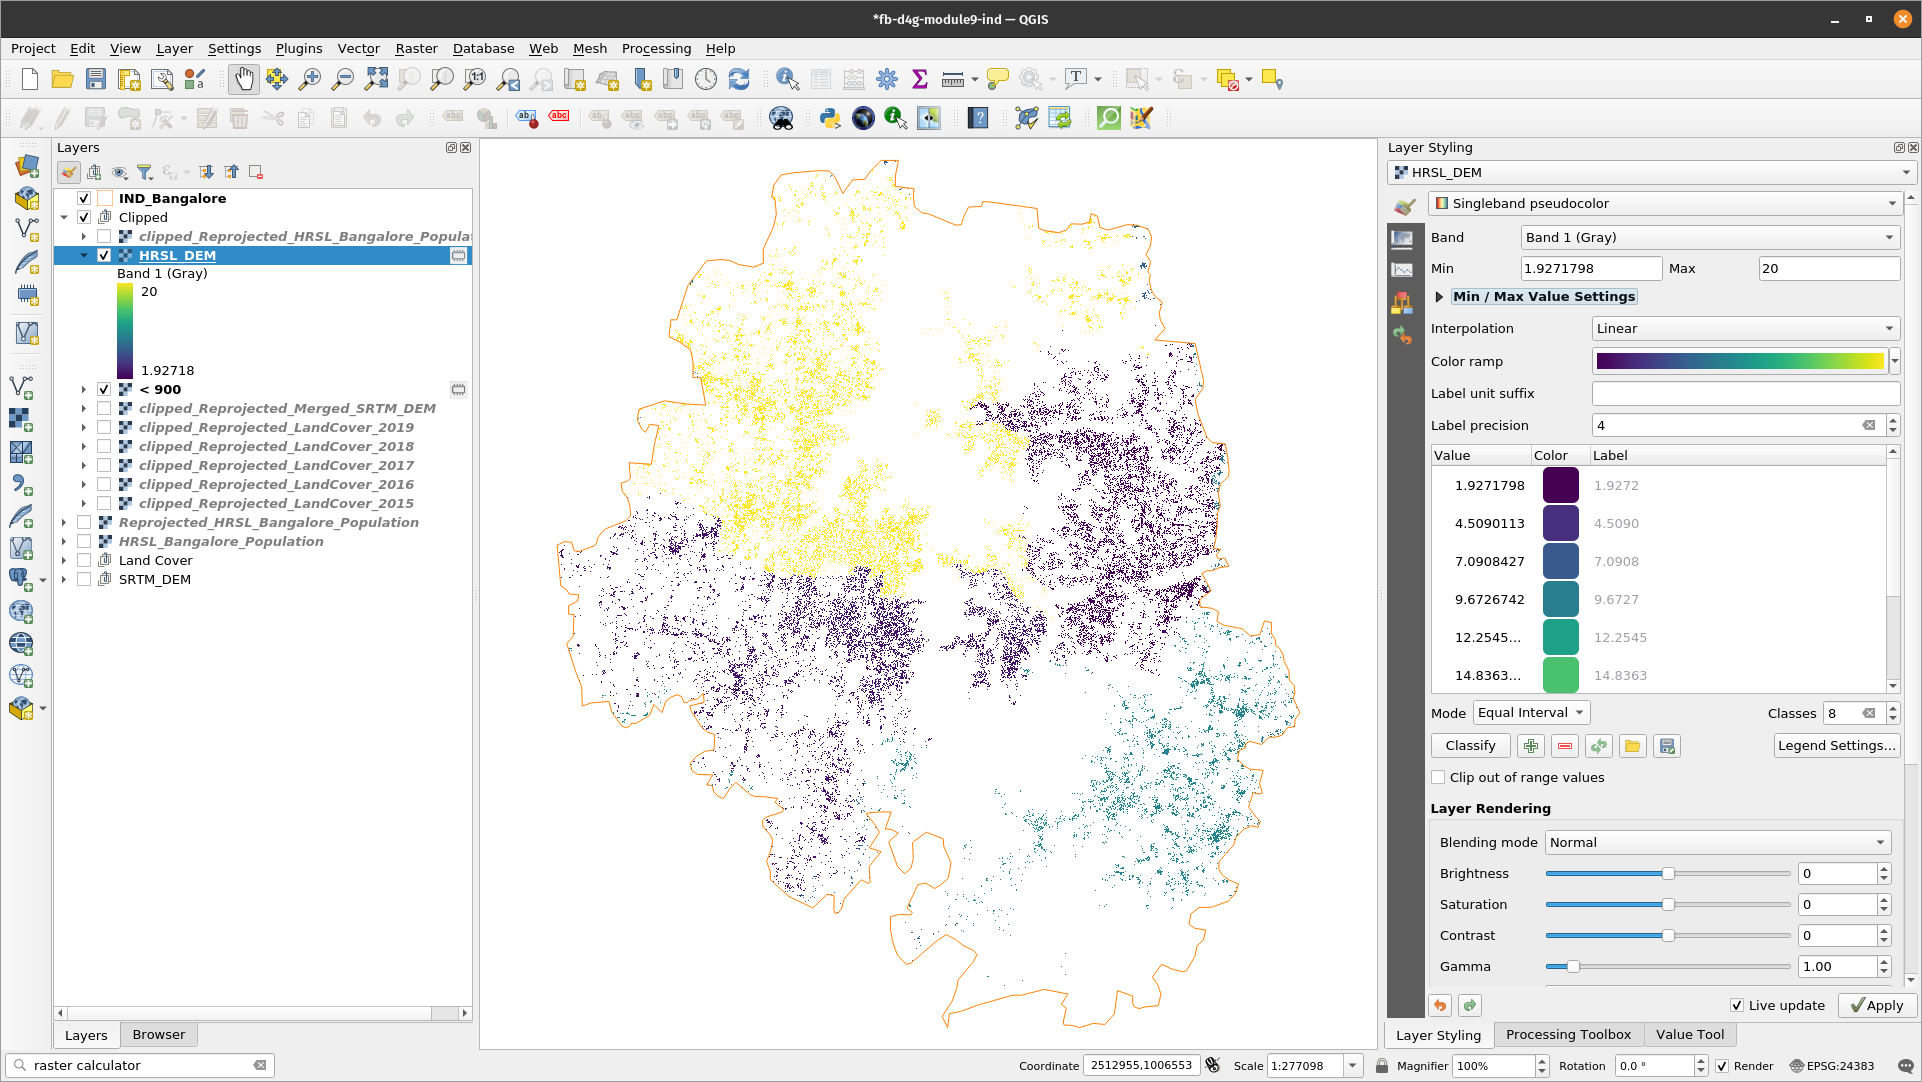 *fb-d4g-module9-ind — QGIS
Project Edit View Layer Settings Plugins Vector Raster Database Web Mesh Processing Help
Layers
IND_Bangalore
Clipped
clipped_Reprojected_HRSL_Bangalore_Populat
HRSL_DEM
Band 1 (Gray)
20
1.92718
< 900
clipped_Reprojected_Merged_SRTM_DEM
clipped_Reprojected_LandCover_2019
clipped_Reprojected_LandCover_2018
clipped_Reprojected_LandCover_2017
clipped_Reprojected_LandCover_2016
clipped_Reprojected_LandCover_2015
Reprojected_HRSL_Bangalore_Population
HRSL_Bangalore_Population
Land Cover
SRTM_DEM
Layers Browser
raster calculator
Layer Styling
HRSL_DEM
Singleband pseudocolor
Band Band 1 (Gray)
Min 1.9271798 Max 20
Min / Max Value Settings
Interpolation Linear
Color ramp
Label unit suffix
Label precision 4
Value Color Label
1.9271798 1.9272
4.5090113 4.5090
7.0908427 7.0908
9.6726742 9.6727
12.2545... 12.2545
14.8363... 14.8363
Mode Equal Interval Classes 8
Classify Legend Settings...
Clip out of range values
Layer Rendering
Blending mode Normal
Brightness 0
Saturation 0
Contrast 0
Gamma 1.00
Live update Apply
Layer Styling Processing Toolbox Value Tool
Coordinate 2512955,1006553 Scale 1:277098 Magnifier 100% Rotation 0.0 ° Render EPSG:24383